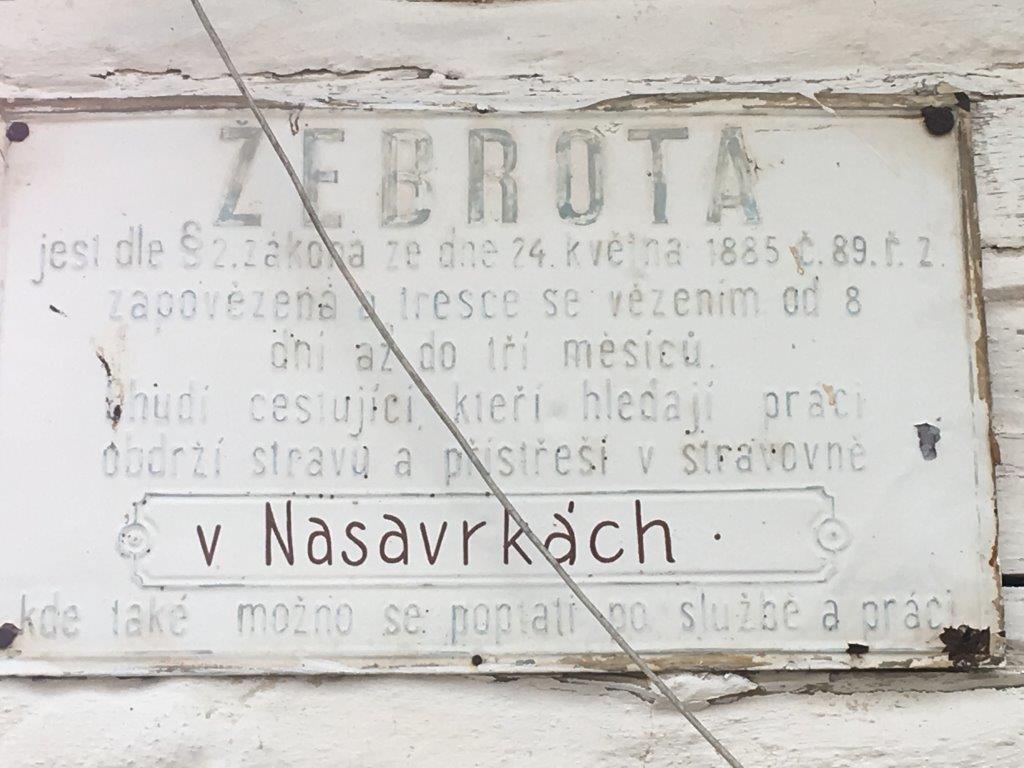 ŽEBROTA
jest dle § 2. zákona ze dne 24. května 1885 č. 89. ř. z.
zapovězena a tresce se vězením od 8
dní až do tří měsíců.
Chudí cestující, kteří hledají práci
obdrží stravu a přístřeší v stravovně
v Nasavrkách .
kde také možno se poptati po službě a práci